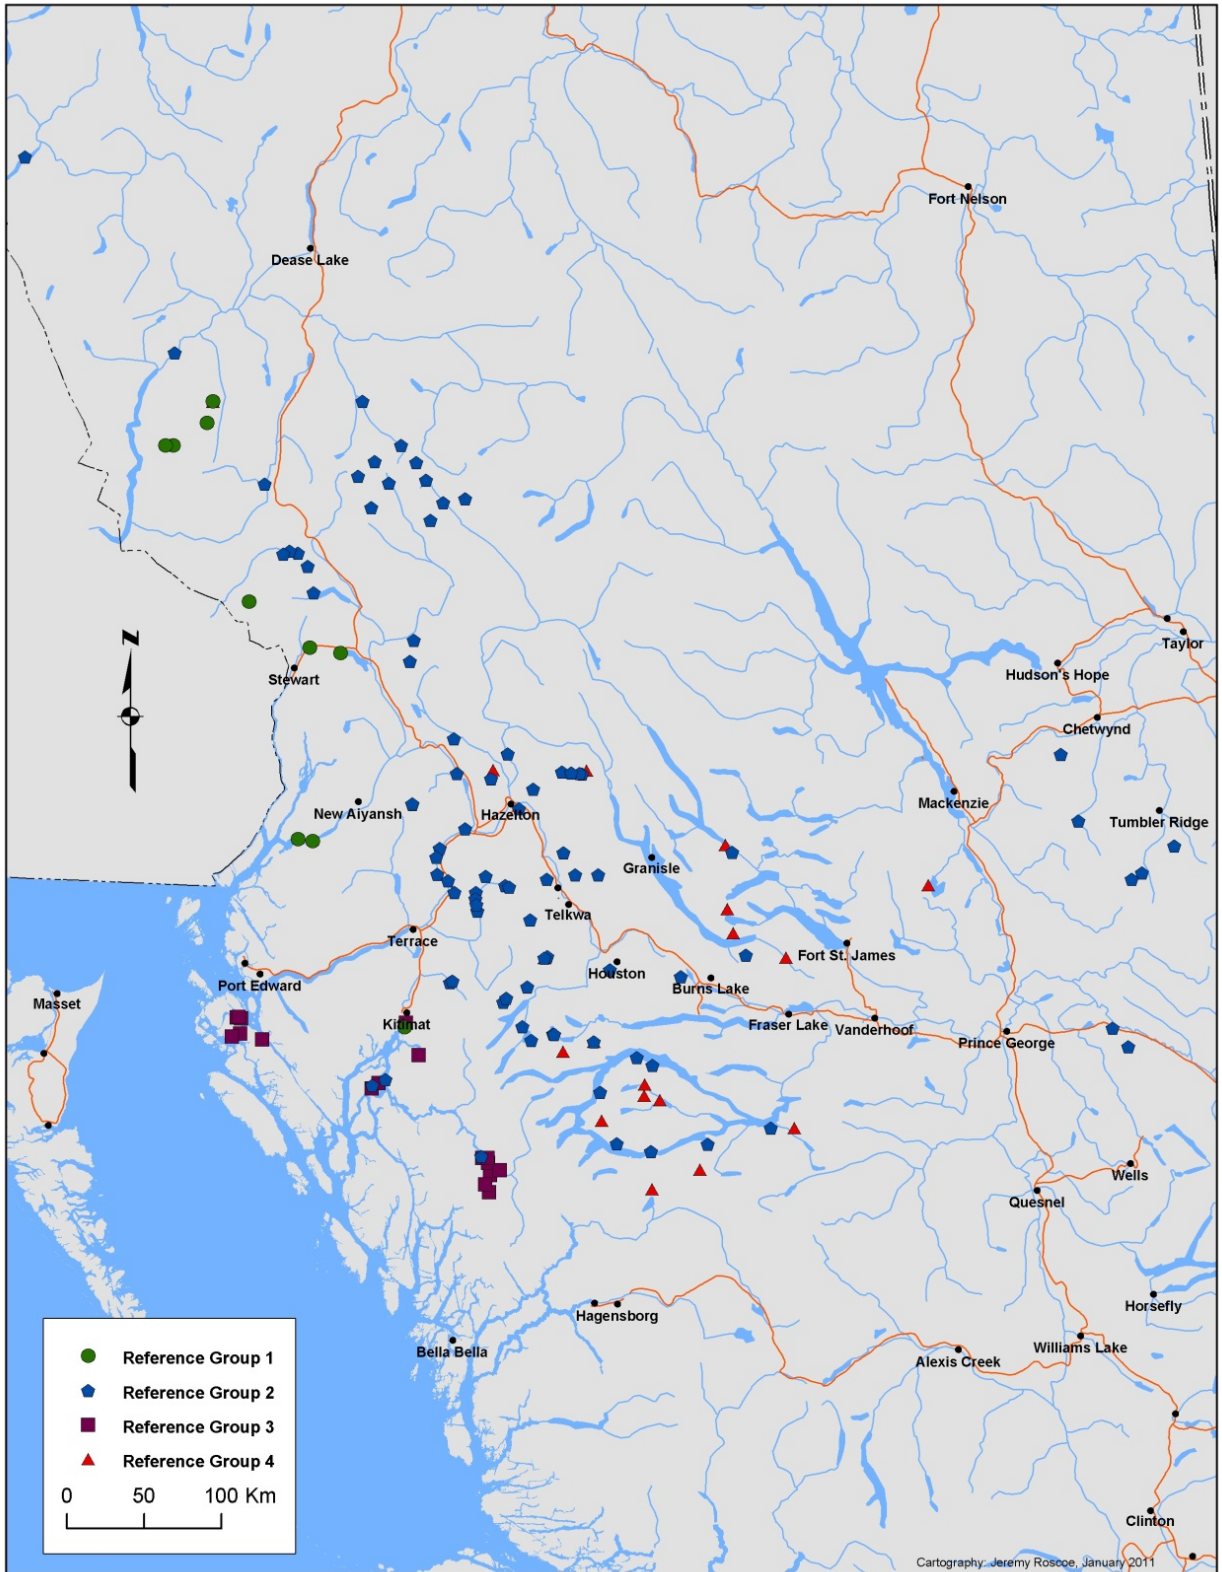 Fort Nelson
Dease Lake
N
Taylor
Stewart
Hudson's Hope
Chetwynd
Mackenzie
New Aiyansh
Hazelton
Tumbler Ridge
Granisle
Telkwa
Terrace
Fort St. James
Houston
Port Edward
Burns Lake
Masset
Kitimat
Fraser Lake
Vanderhoof
Prince George
Wells
Quesnel
Horsefly
Hagensborg
Bella Bella
Williams Lake
Alexis Creek
Reference Group 1
Reference Group 2
Reference Group 3
Reference Group 4
0 50 100 Km
Clinton
Cartography: Jeremy Roscoe, January 2011